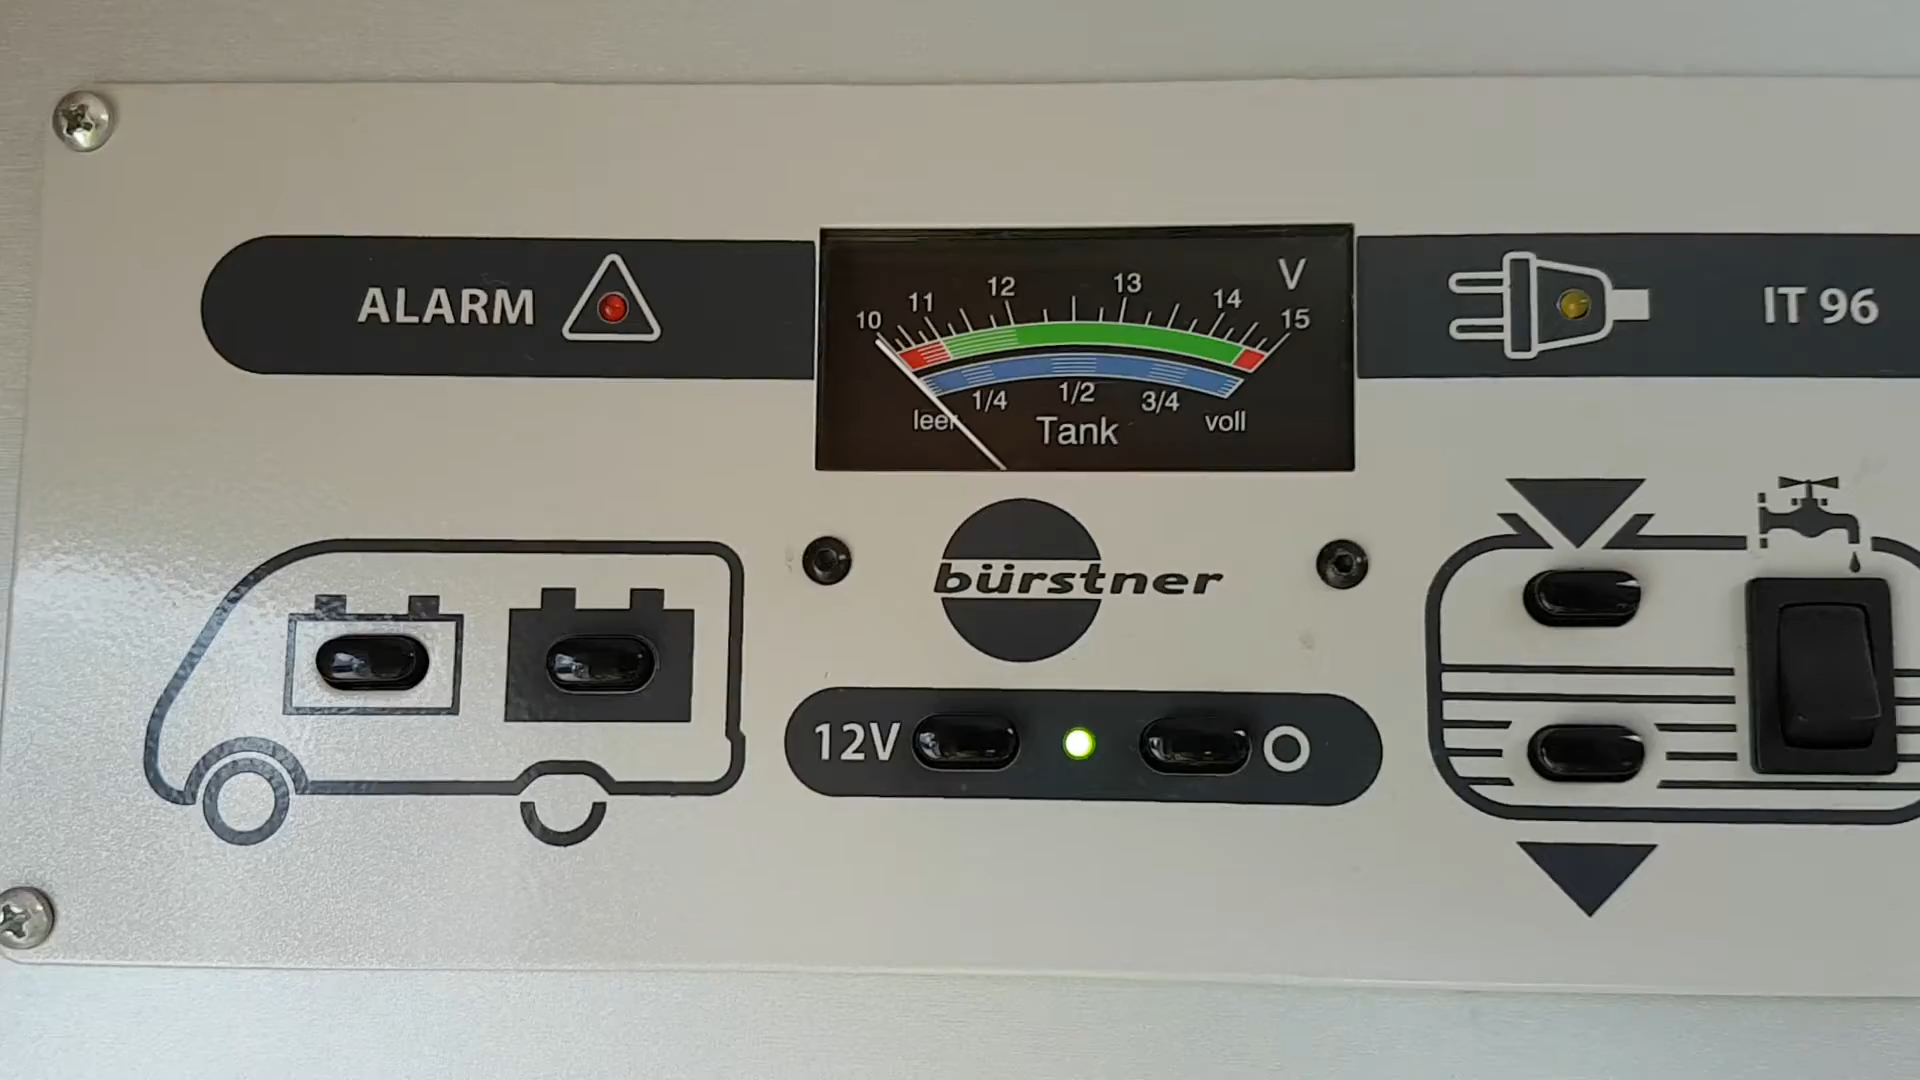 ALARM
10 11 12 13 14 15 V
leer 1/4 1/2 3/4 voll
Tank
IT 96
bürstner
12V